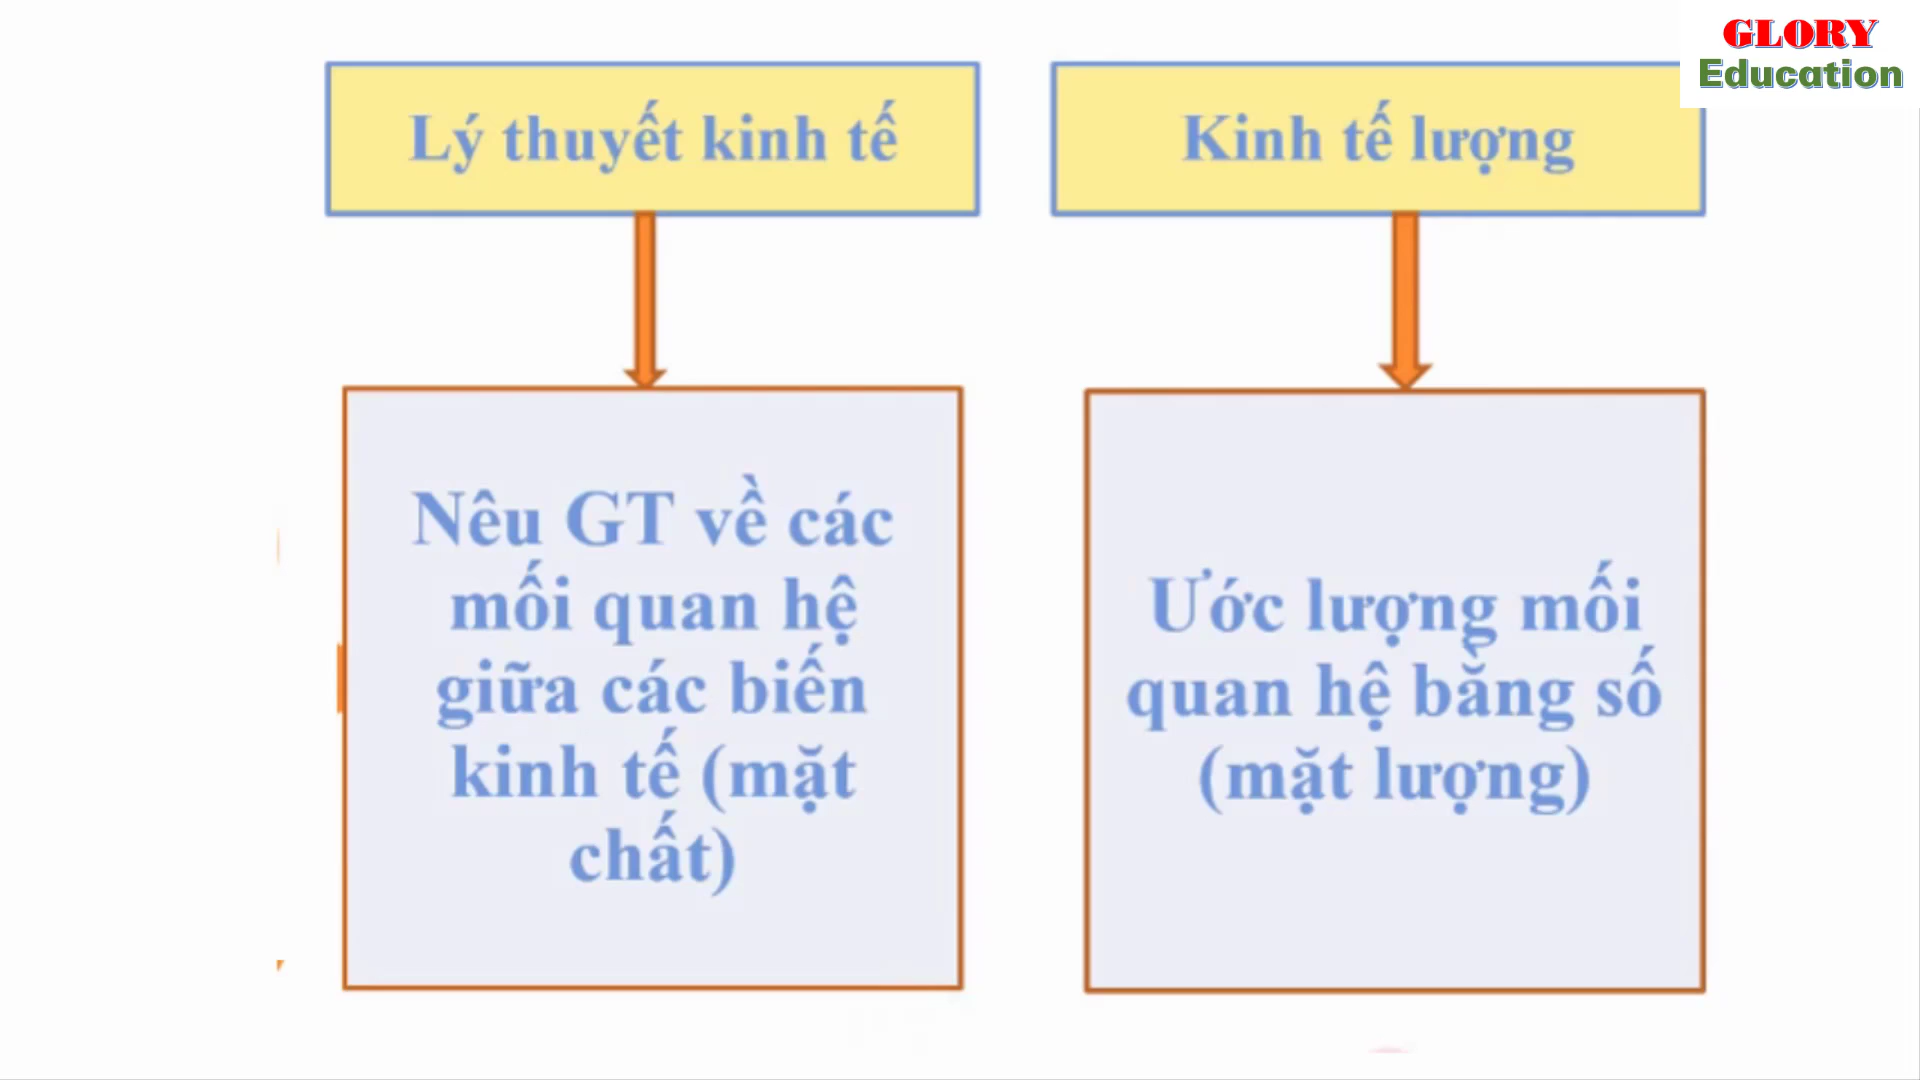 GLORY
Education
Lý thuyết kinh tế
Kinh tế lượng
Nêu GT về các
mối quan hệ
giữa các biến
kinh tế (mặt
chất)
Ước lượng mối
quan hệ bằng số
(mặt lượng)